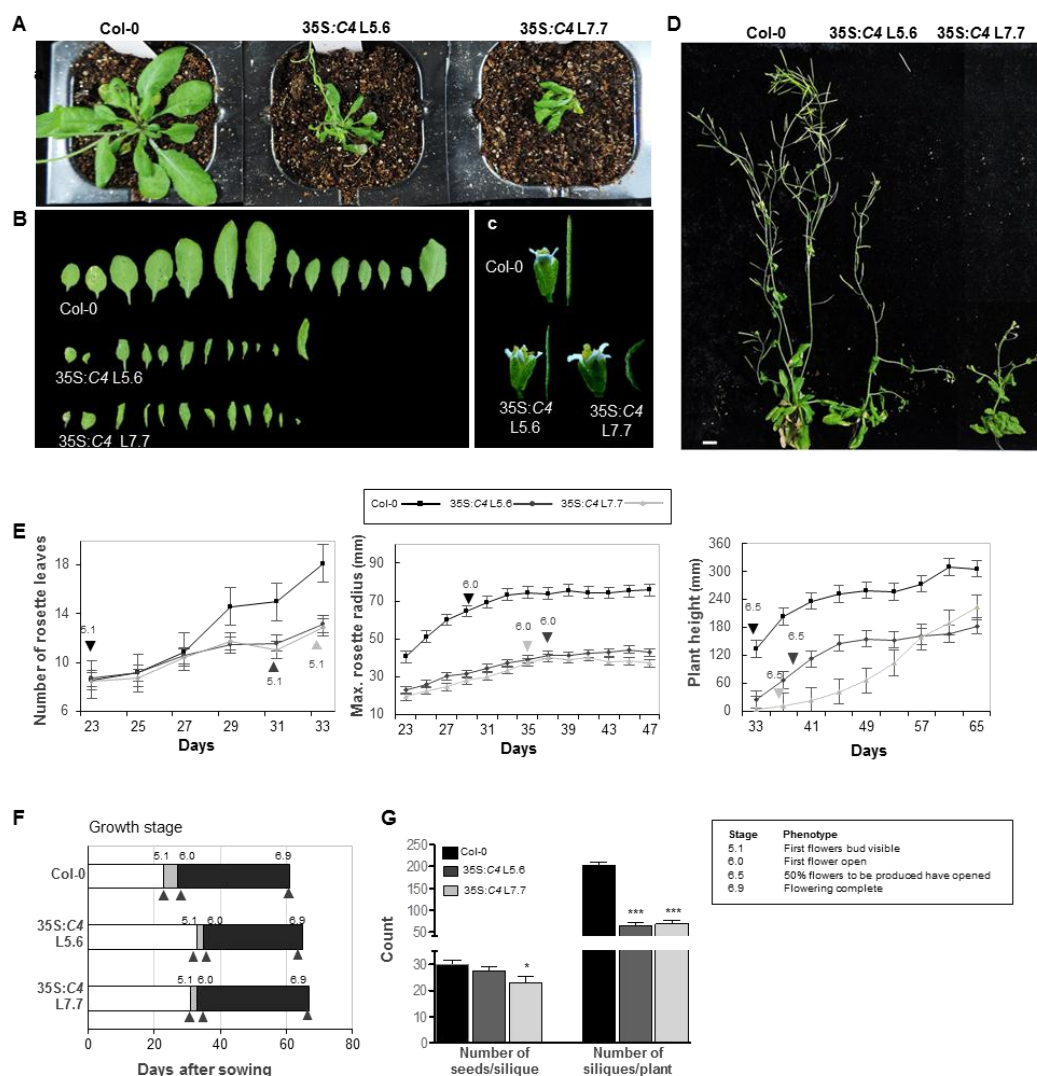 A
Col-0
35S:C4 L5.6
35S:C4 L7.7
D
Col-0
35S:C4 L5.6
35S:C4 L7.7
a
B
Col-0
35S:C4 L5.6
35S:C4 L7.7
c
Col-0
35S:C4
L5.6
35S:C4
L7.7
Col-0
35S:C4 L5.6
35S:C4 L7.7
E
Number of rosette leaves
18
14
10
6
5.1
5.1
5.1
23 25 27 29 31 33
Days
Max. rosette radius (mm)
90
70
50
30
10
6.0
6.0
6.0
23 27 31 35 39 43 47
Days
Plant height (mm)
360
300
240
180
120
60
0
6.5
6.5
6.5
33 41 49 57 65
Days
F
Growth stage
5.1 6.0 6.9
Col-0
5.1 6.0 6.9
35S:C4
L5.6
5.1 6.0 6.9
35S:C4
L7.7
0 20 40 60 80
Days after sowing
G
Count
250
200
150
100
50
30
20
10
0
Col-0
35S:C4 L5.6
35S:C4 L7.7
*
*** ***
Number of
seeds/silique
Number of
siliques/plant
Stage Phenotype
5.1 First flowers bud visible
6.0 First flower open
6.5 50% flowers to be produced have opened
6.9 Flowering complete